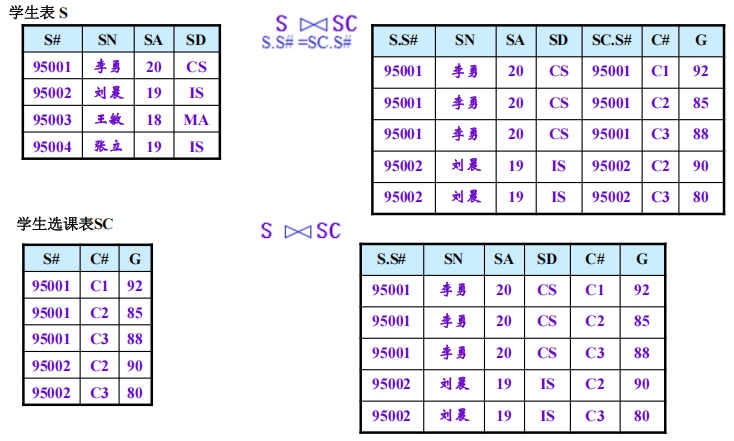 学生表 S
S# SN SA SD
95001 李勇 20 CS
95002 刘晨 19 IS
95003 王敏 18 MA
95004 张立 19 IS
S ⋈ SC
S.S# =SC.S#
S.S# SN SA SD SC.S# C# G
95001 李勇 20 CS 95001 C1 92
95001 李勇 20 CS 95001 C2 85
95001 李勇 20 CS 95001 C3 88
95002 刘晨 19 IS 95002 C2 90
95002 刘晨 19 IS 95002 C3 80
学生选课表SC
S# C# G
95001 C1 92
95001 C2 85
95001 C3 88
95002 C2 90
95002 C3 80
S ⋈ SC
S.S# SN SA SD C# G
95001 李勇 20 CS C1 92
95001 李勇 20 CS C2 85
95001 李勇 20 CS C3 88
95002 刘晨 19 IS C2 90
95002 刘晨 19 IS C3 80